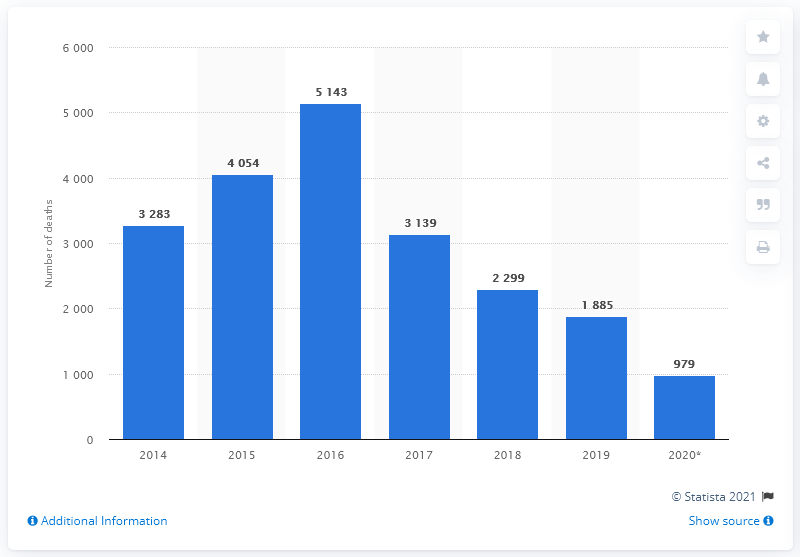 6 000
5 000
4 000
3 000
2 000
1 000
0
Number of deaths
3 283
4 054
5 143
3 139
2 299
1 885
979
2014 2015 2016 2017 2018 2019 2020*
© Statista 2021
Additional Information
Show source